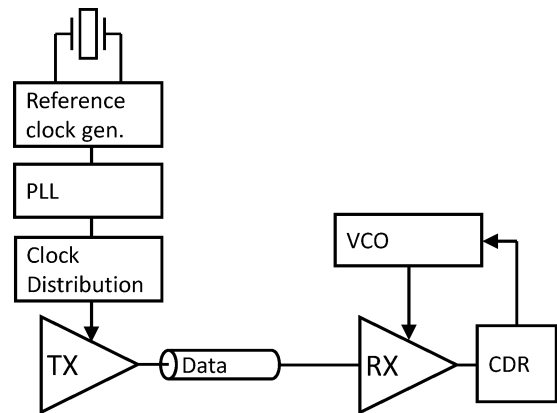 Reference
clock gen.
PLL
Clock
Distribution
VCO
TX
Data
RX
CDR